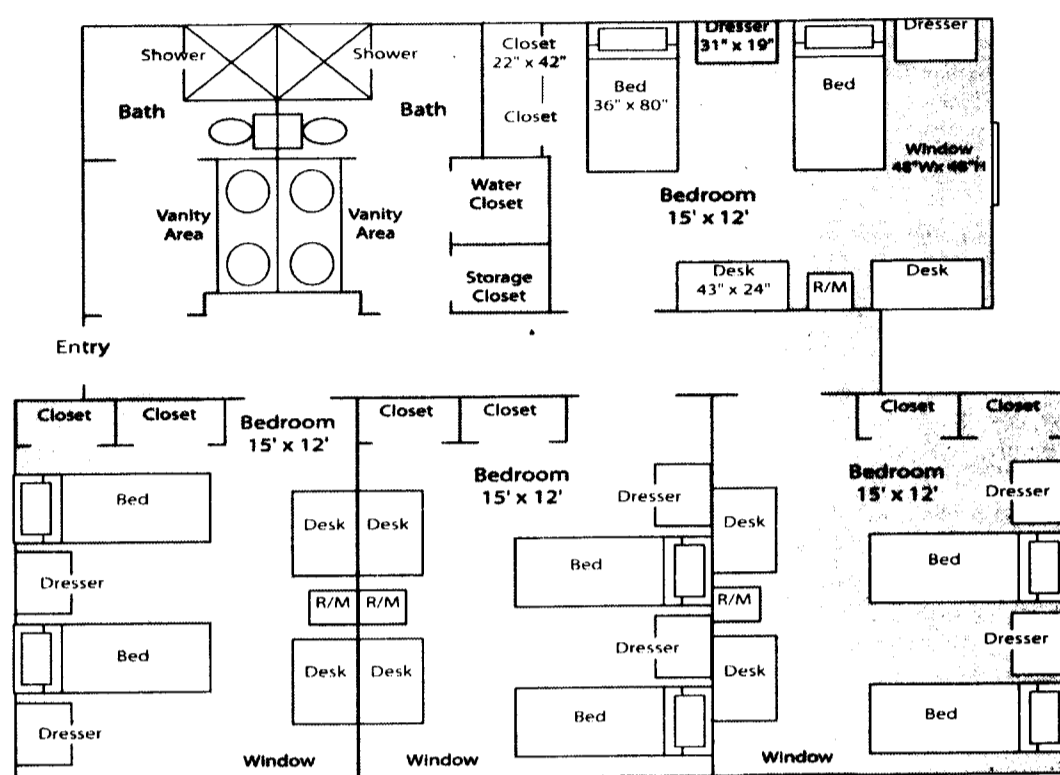 Shower
Shower
Closet
22" x 42"
Dresser
31" x 19"
Dresser
Bath
Bath
Closet
Bed
36" x 80"
Bed
Window
48"Wx 48"H
Water
Closet
Bedroom
15' x 12'
Vanity
Area
Vanity
Area
Storage
Closet
Desk
43" x 24"
R/M
Desk
Entry
Closet
Closet
Bedroom
15' x 12'
Closet
Closet
Closet
Closet
Bedroom
15' x 12'
Bedroom
15' x 12'
Bed
Desk
Desk
Dresser
Desk
Dresser
Bed
Bed
Dresser
R/M
R/M
R/M
Bed
Desk
Desk
Dresser
Desk
Dresser
Bed
Bed
Dresser
Window
Window
Window